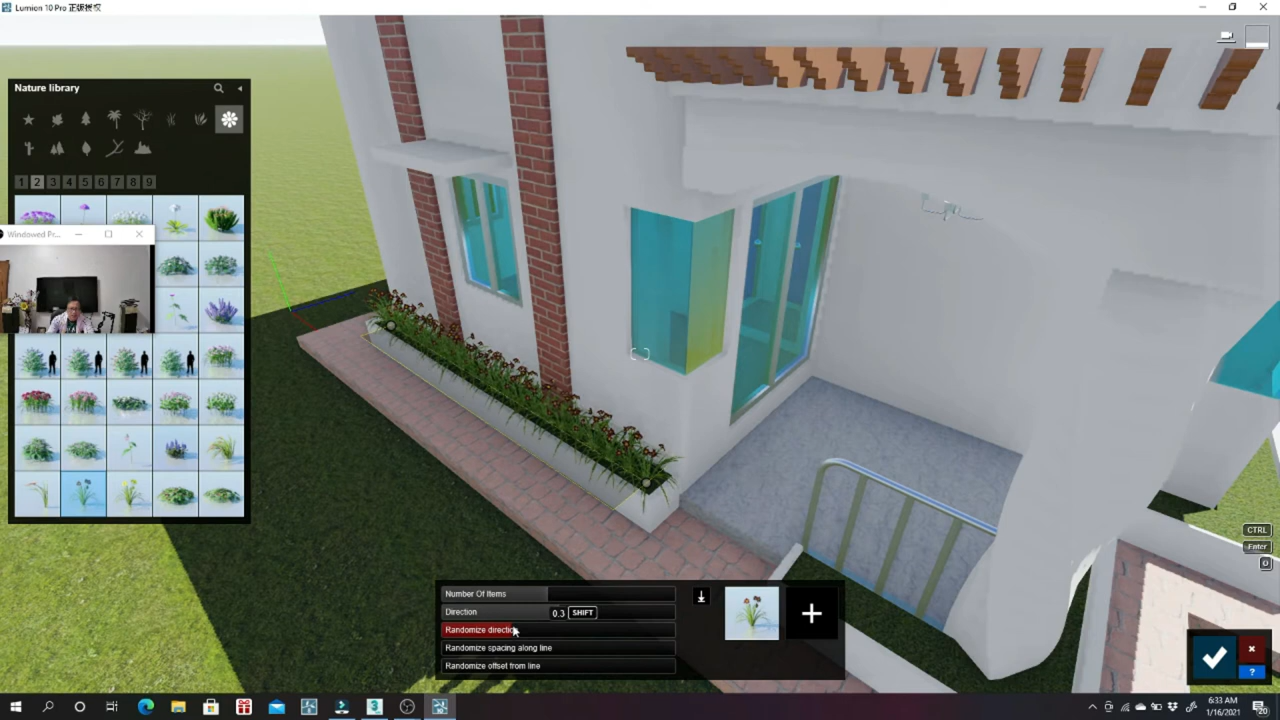 Lumion 10 Pro 正版授权
Nature library
1 2 3 4 5 6 7 8 9
Windowed Pr...
CTRL
Enter
O
Number Of Items
Direction 0.3 SHIFT
Randomize direction
Randomize spacing along line
Randomize offset from line
?
6:33 AM
1/16/2021
20